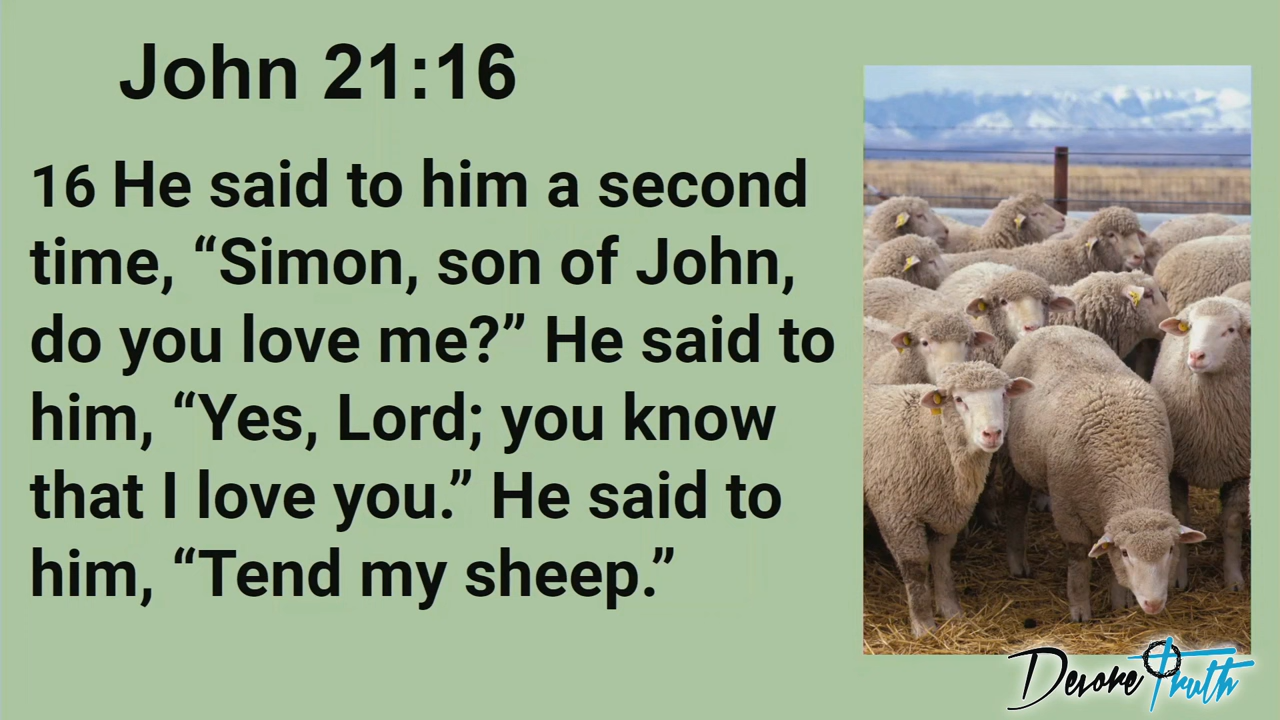 John 21:16
16 He said to him a second
time, “Simon, son of John,
do you love me?” He said to
him, “Yes, Lord; you know
that I love you.” He said to
him, “Tend my sheep.”
Devore Truth